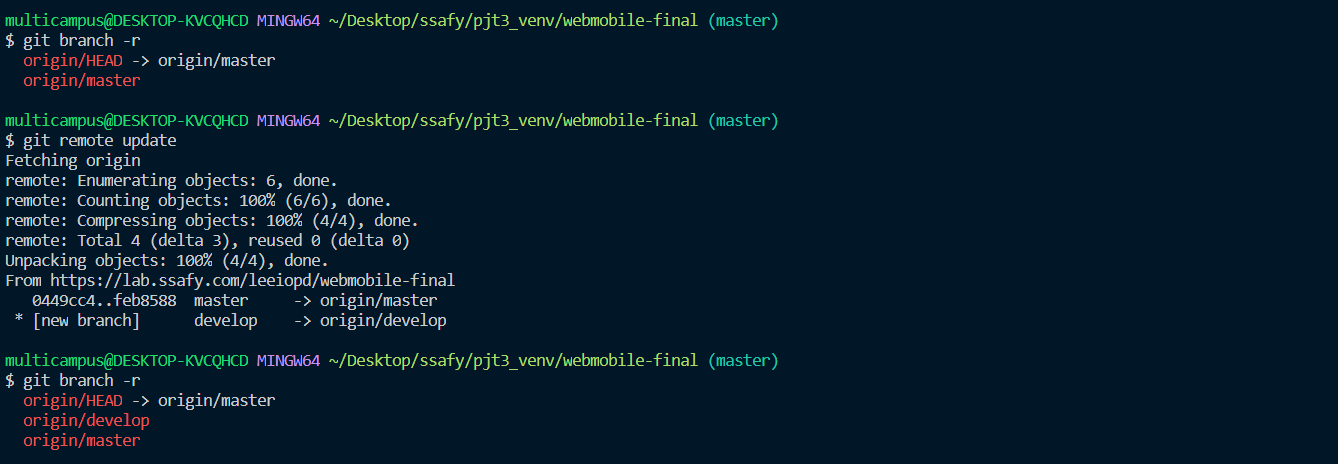 multicampus@DESKTOP-KVCQHCD MINGW64 ~/Desktop/ssafy/pjt3_venv/webmobile-final (master)
$ git branch -r
  origin/HEAD -> origin/master
  origin/master

multicampus@DESKTOP-KVCQHCD MINGW64 ~/Desktop/ssafy/pjt3_venv/webmobile-final (master)
$ git remote update
Fetching origin
remote: Enumerating objects: 6, done.
remote: Counting objects: 100% (6/6), done.
remote: Compressing objects: 100% (4/4), done.
remote: Total 4 (delta 3), reused 0 (delta 0)
Unpacking objects: 100% (4/4), done.
From https://lab.ssafy.com/leeiopd/webmobile-final
   0449cc4..feb8588  master     -> origin/master
 * [new branch]      develop    -> origin/develop

multicampus@DESKTOP-KVCQHCD MINGW64 ~/Desktop/ssafy/pjt3_venv/webmobile-final (master)
$ git branch -r
  origin/HEAD -> origin/master
  origin/develop
  origin/master